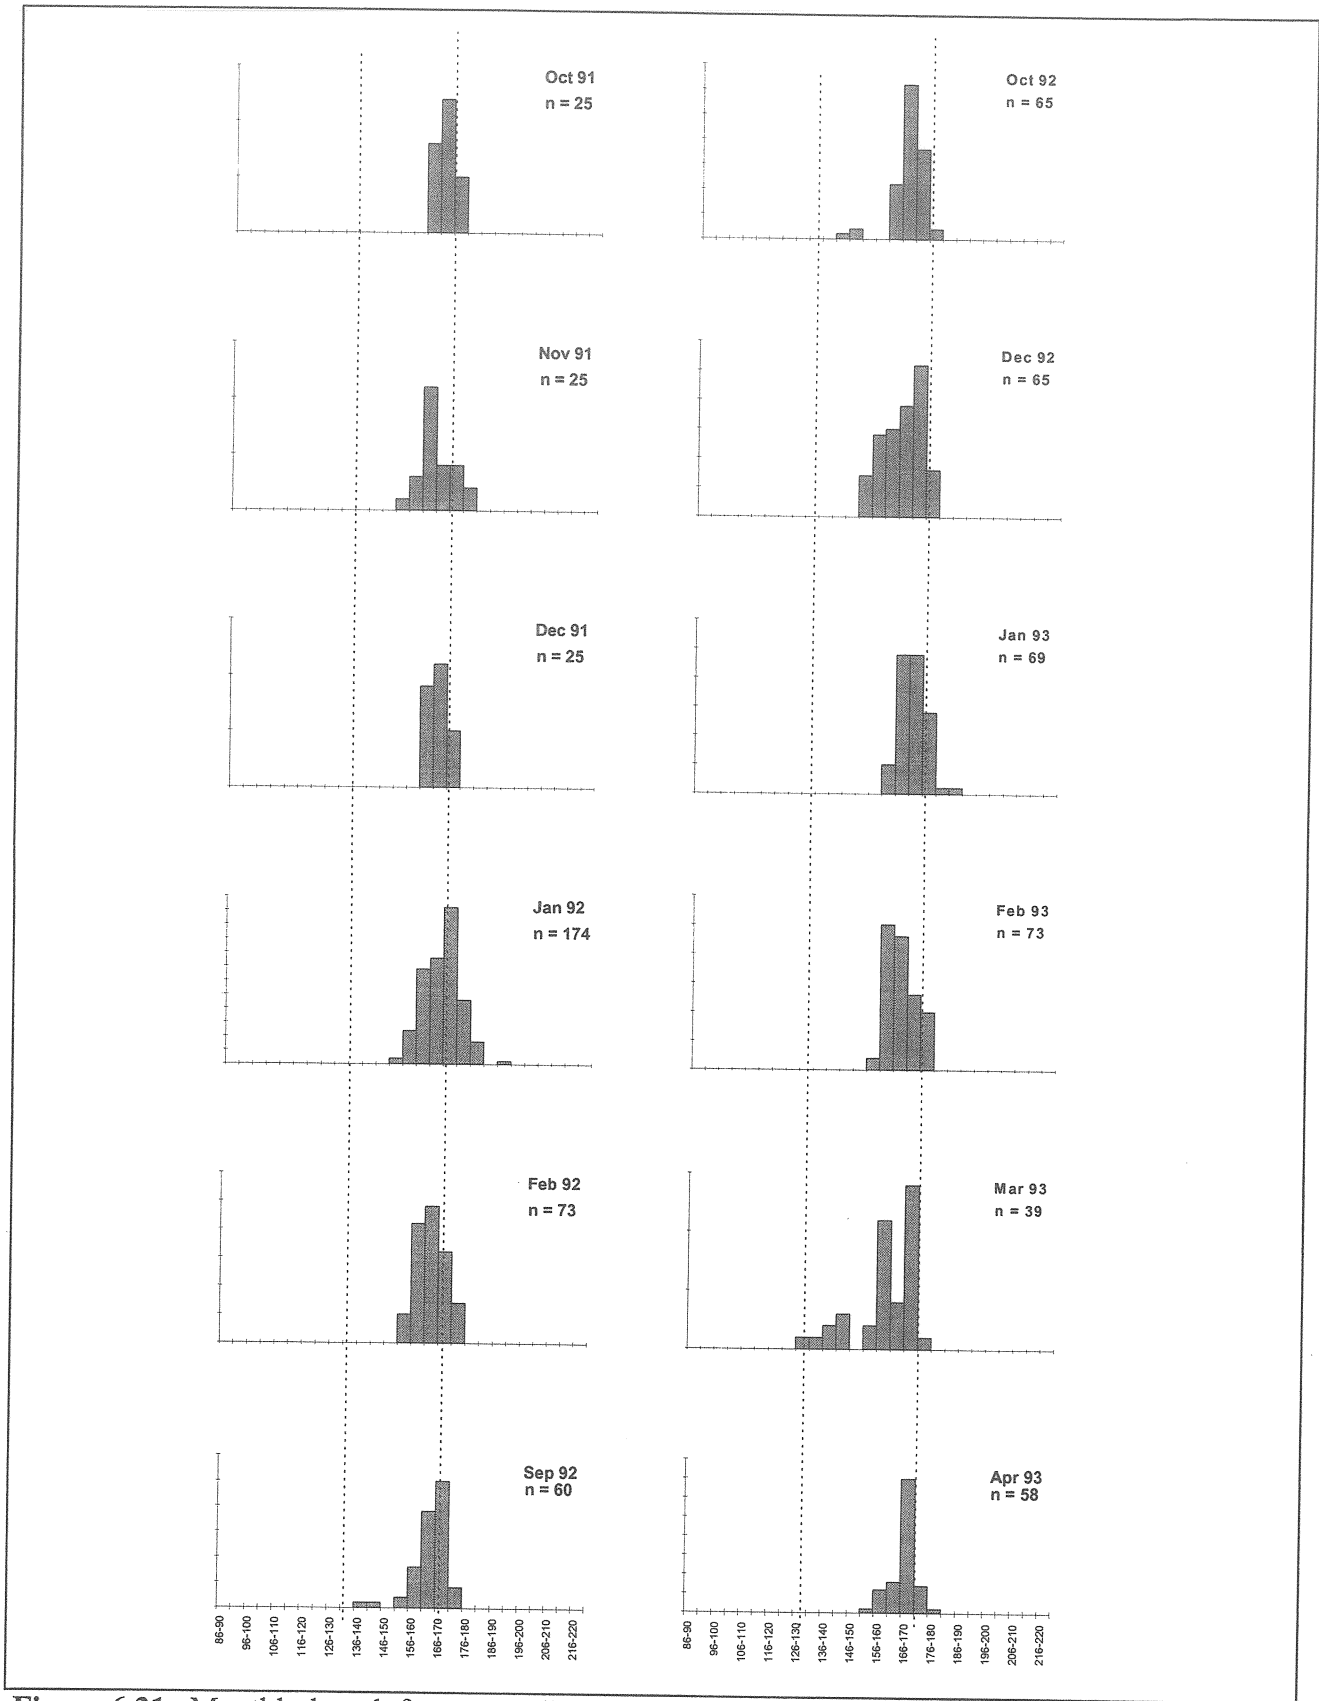 Oct 91
n = 25
Oct 92
n = 65
Nov 91
n = 25
Dec 92
n = 65
Dec 91
n = 25
Jan 93
n = 69
Jan 92
n = 174
Feb 93
n = 73
Feb 92
n = 73
Mar 93
n = 39
Sep 92
n = 60
Apr 93
n = 58
86-90
96-100
106-110
116-120
126-130
136-140
146-150
156-160
166-170
176-180
186-190
196-200
206-210
216-220
86-90
96-100
106-110
116-120
126-130
136-140
146-150
156-160
166-170
176-180
186-190
196-200
206-210
216-220